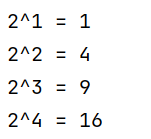 2^1 = 1
2^2 = 4
2^3 = 9
2^4 = 16